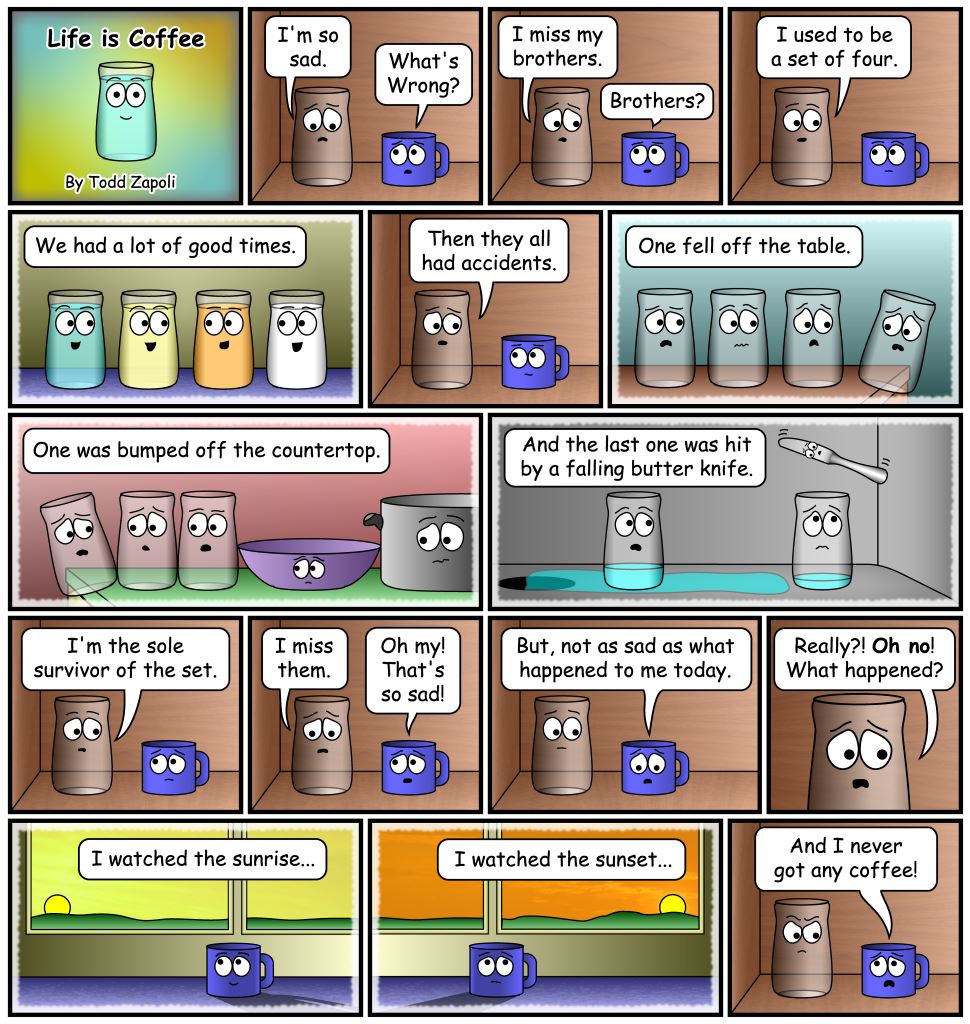 Life is Coffee
By Todd Zapoli
I'm so
sad.
What's
Wrong?
I miss my
brothers.
Brothers?
I used to be
a set of four.
We had a lot of good times.
Then they all
had accidents.
One fell off the table.
One was bumped off the countertop.
And the last one was hit
by a falling butter knife.
I'm the sole
survivor of the set.
I miss
them.
Oh my!
That's
so sad!
But, not as sad as what
happened to me today.
Really?! Oh no!
What happened?
I watched the sunrise...
I watched the sunset...
And I never
got any coffee!